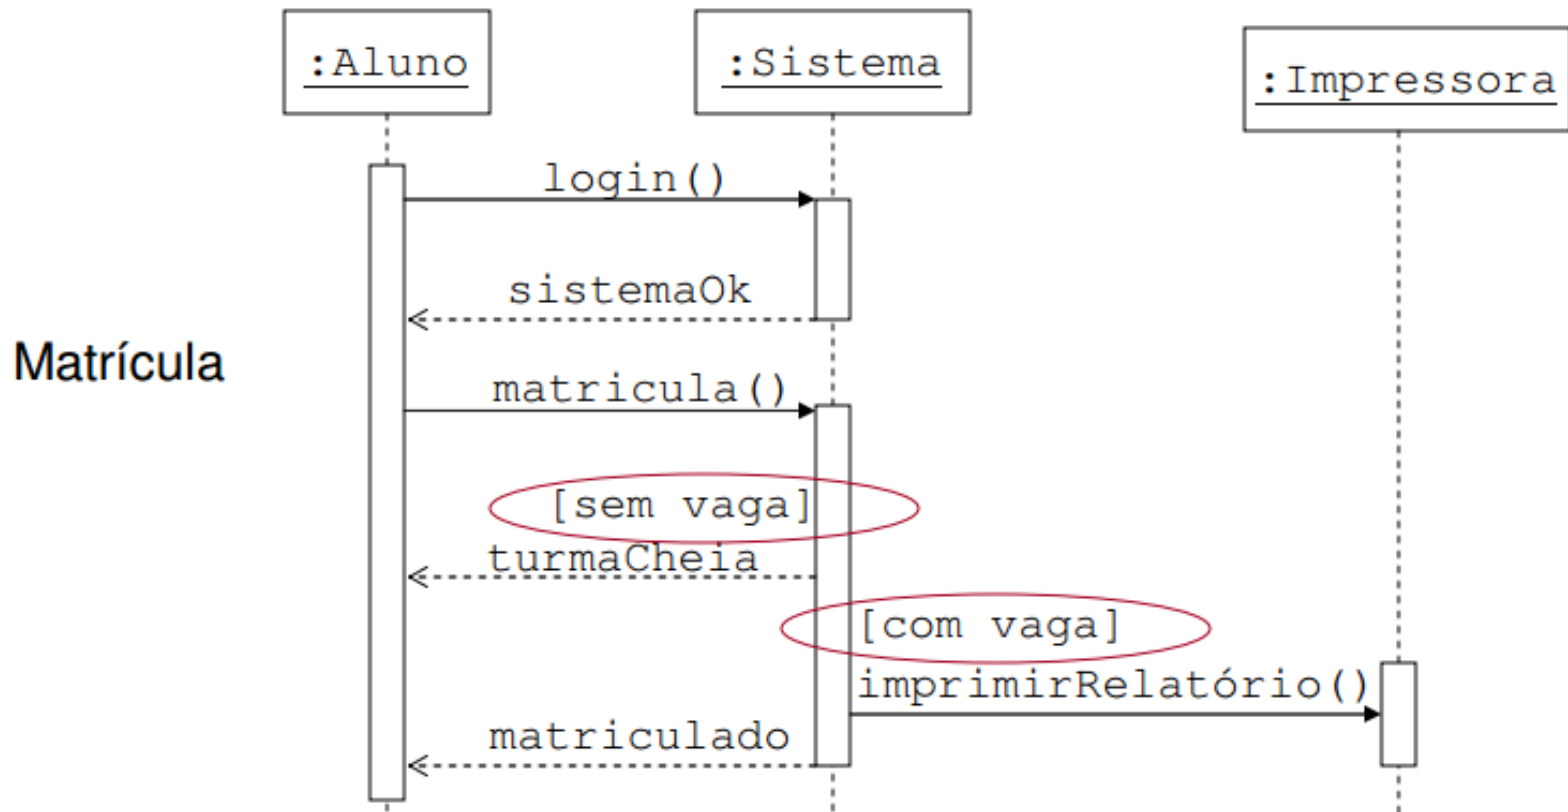 :Aluno
:Sistema
:Impressora
login()
sistemaOk
Matrícula
matricula()
[sem vaga]
turmaCheia
[com vaga]
imprimirRelatório()
matriculado